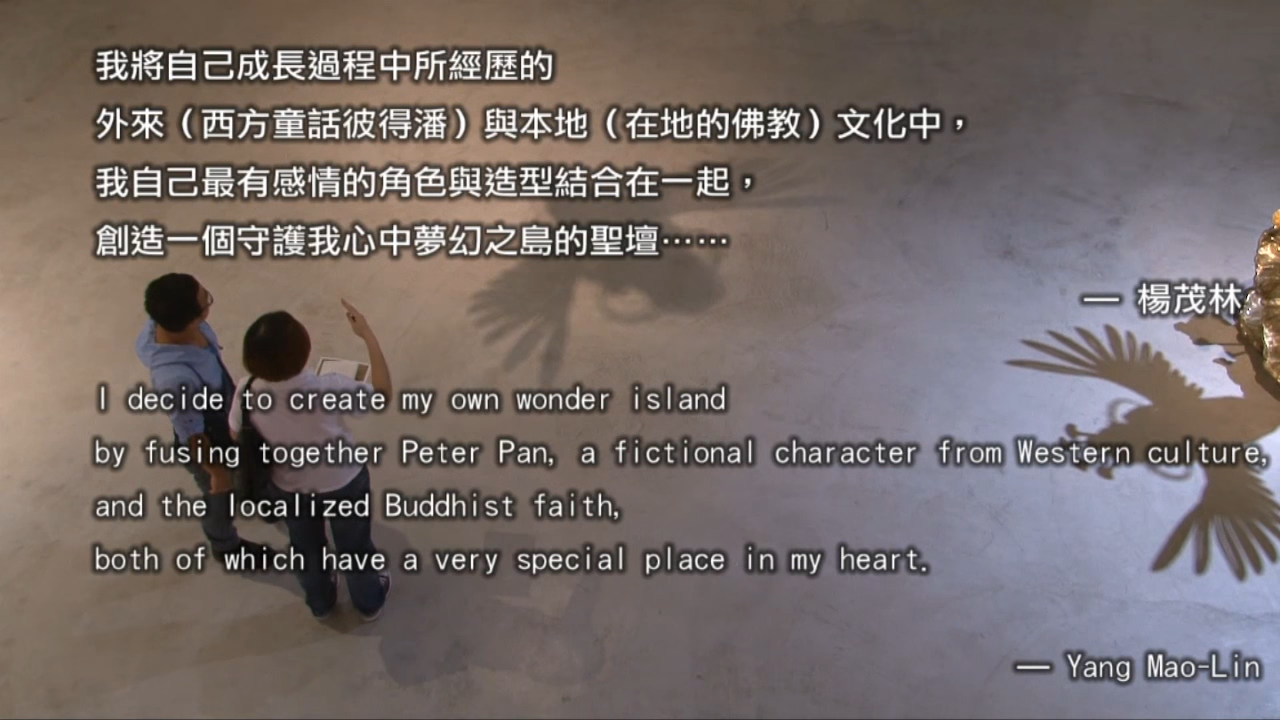 我將自己成長過程中所經歷的
外來（西方童話彼得潘）與本地（在地的佛教）文化中，
我自己最有感情的角色與造型結合在一起，
創造一個守護我心中夢幻之島的聖壇……
— 楊茂林
I decide to create my own wonder island
by fusing together Peter Pan, a fictional character from Western culture,
and the localized Buddhist faith,
both of which have a very special place in my heart.
— Yang Mao-Lin